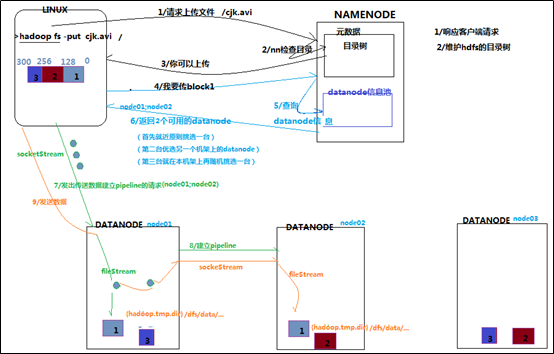 LINUX
>hadoop fs -put cjk.avi /
300 256 128 0
3 2 1
1/请求上传文件 /cjk.avi
2/nn检查目录
3/你可以上传
4/我要传block1
NAMENODE
元数据
目录树
datanode信息池
1/响应客户端请求
2/维护hdfs的目录树
5/查询
datanode信息
node01;node02
6/返回2个可用的datanode
(首先就近原则挑选一台)
(第二台优选另一个机架上的datanode)
(第三台就在本机架上再随机挑选一台)
socketStream
7/发出传送数据建立pipeline的请求(node01;node02)
9/发送数据
DATANODE node01
fileStream
(hadoop.tmp.dir) /dfs/data/...
1
3
8/建立pipeline
sockeStream
DATANODE node02
fileStream
(hadoop.tmp.dir) /dfs/data/...
1
2
DATANODE node03
3 2